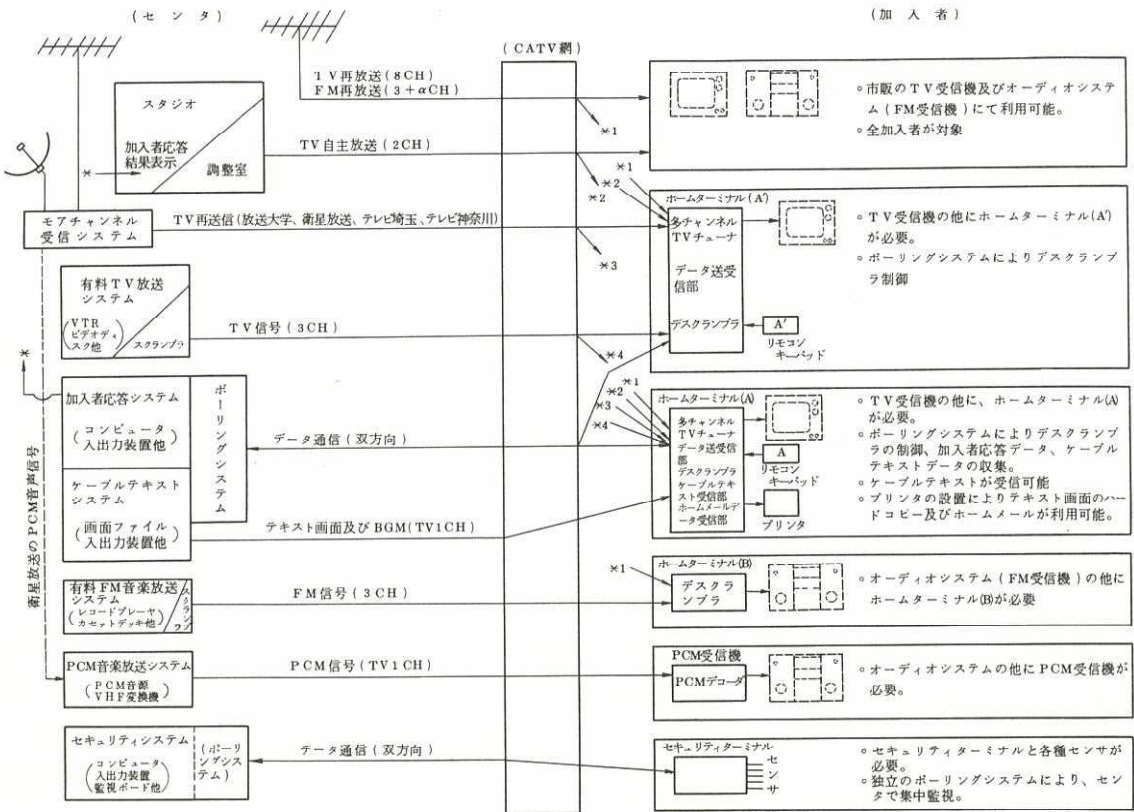 (センタ)
(加入者)
(CATV網)
TV再放送(8CH)
FM再放送(3+αCH)
*1
スタジオ
加入者応答
結果表示
調整室
*
TV自主放送(2CH)
*2
モアチャンネル
受信システム
TV再送信(放送大学、衛星放送、テレビ埼玉、テレビ神奈川)
*3
有料TV放送
システム
(VTR
ビデオディ
スク他)
スクランブラ
TV信号(3CH)
*4
*
加入者応答システム
(コンピュータ
入出力装置他)
ポーリングシステム
データ通信(双方向)
ケーブルテキスト
システム
(画面ファイル
入出力装置他)
テキスト画面及びBGM(TV1CH)
衛星放送のPCM音声信号
有料FM音楽放送
システム
(レコードプレーヤ
カセットデッキ他)
スクランブラ
FM信号(3CH)
PCM音楽放送システム
(PCM音源
VHF変換機)
PCM信号(TV1CH)
セキュリティシステム
(コンピュータ
入出力装置
監視ボード他)
(ポーリ
ングシス
テム)
データ通信(双方向)
○市販のTV受信機及びオーディオシステ
ム(FM受信機)にて利用可能。
○全加入者が対象
*1
*2
ホームターミナル(A')
多チャンネル
TVチューナ
データ送受
信部
デスクランブラ
A'
リモコン
キーパッド
○TV受信機の他にホームターミナル(A')
が必要。
○ポーリングシステムによりデスクランブ
ラ制御
*1
*2
*3
*4
ホームターミナル(A)
多チャンネル
TVチューナ
データ送受信
部
デスクランブラ
ケーブルテキ
スト受信部
ホームメールデ
ータ受信部
A
リモコン
キーパッド
プリンタ
○TV受信機の他に、ホームターミナル(A)
が必要。
○ポーリングシステムによりデスクランブ
ラの制御、加入者応答データ、ケーブル
テキストデータの収集。
○ケーブルテキストが受信可能
○プリンタの設置によりテキスト画面のハー
ドコピー及びホームメールが利用可能。
*1
ホームターミナル(B)
デスクラ
ンブラ
○オーディオシステム(FM受信機)の他に
ホームターミナル(B)が必要
PCM受信機
PCMデコーダ
○オーディオシステムの他にPCM受信機が
必要。
セキュリティターミナル
センサ
○セキュリティターミナルと各種センサが
必要。
○独立のポーリングシステムにより、セン
タで集中監視。